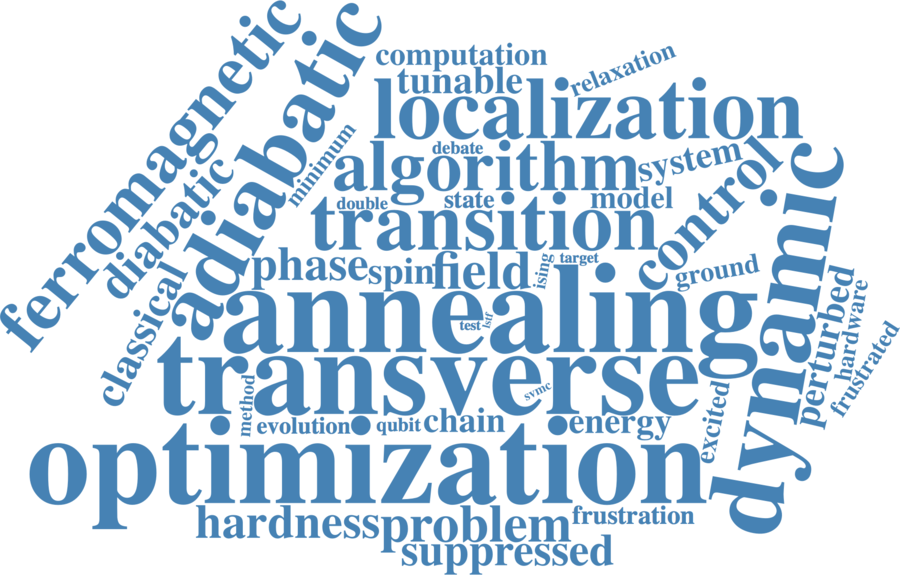 ferromagnetic
adiabatic
computation
relaxation
tunable
localization
minimum
debate
algorithm
system
control
diabatic
double
state
model
transition
dynamic
classical
phase
spin
field
ising
target
ground
annealing
test
lstf
perturbed
hardware
frustrated
transverse
svmc
method
evolution
qubit
chain
energy
excited
optimization
hardness
problem
frustration
suppressed